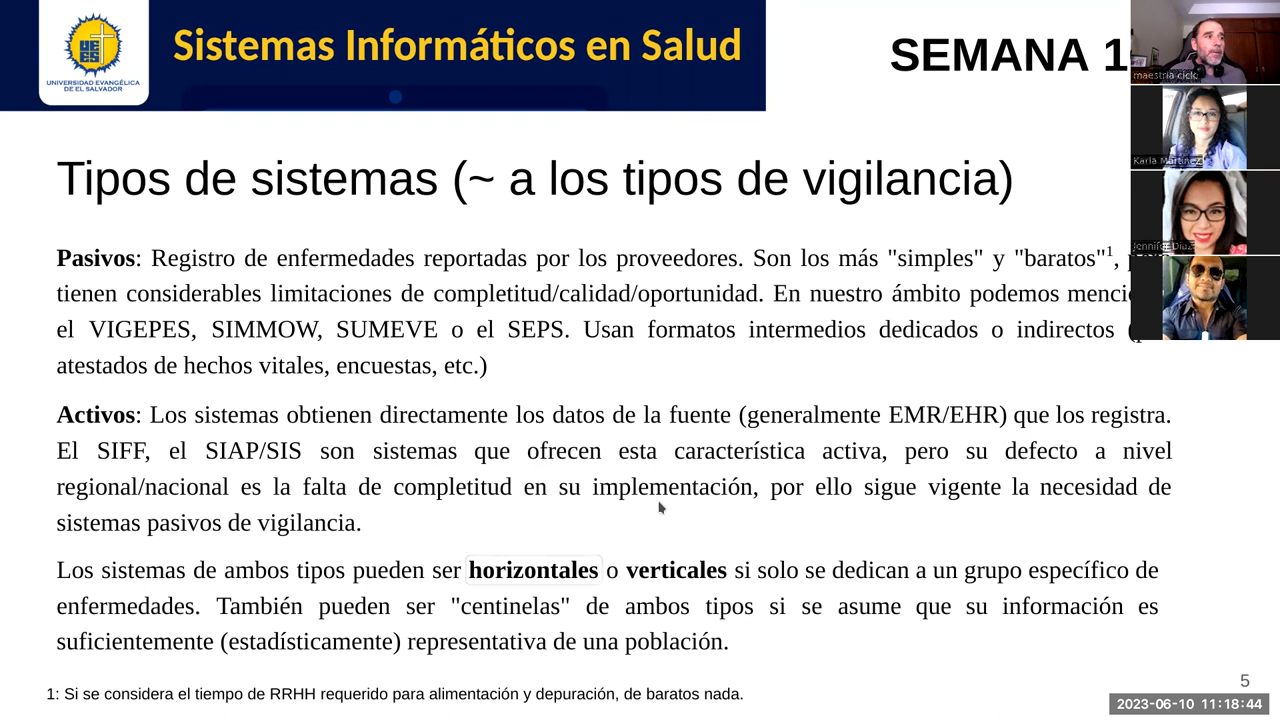 UNIVERSIDAD EVANGÉLICA
DE EL SALVADOR
Sistemas Informáticos en Salud
SEMANA 1
maestria ciclo
Karla Martinez
Jennifer Diaz
Tipos de sistemas (~ a los tipos de vigilancia)
Pasivos: Registro de enfermedades reportadas por los proveedores. Son los más "simples" y "baratos"1,
tienen considerables limitaciones de completitud/calidad/oportunidad. En nuestro ámbito podemos
el VIGEPES, SIMMOW, SUMEVE o el SEPS. Usan formatos intermedios dedicados o indirectos
atestados de hechos vitales, encuestas, etc.)
Activos: Los sistemas obtienen directamente los datos de la fuente (generalmente EMR/EHR) que los registra.
El SIFF, el SIAP/SIS son sistemas que ofrecen esta característica activa, pero su defecto a nivel
regional/nacional es la falta de completitud en su implementación, por ello sigue vigente la necesidad de
sistemas pasivos de vigilancia.
Los sistemas de ambos tipos pueden ser horizontales o verticales si solo se dedican a un grupo específico de
enfermedades. También pueden ser "centinelas" de ambos tipos si se asume que su información es
suficientemente (estadísticamente) representativa de una población.
1: Si se considera el tiempo de RRHH requerido para alimentación y depuración, de baratos nada.
5
2023-06-10 11:18:44